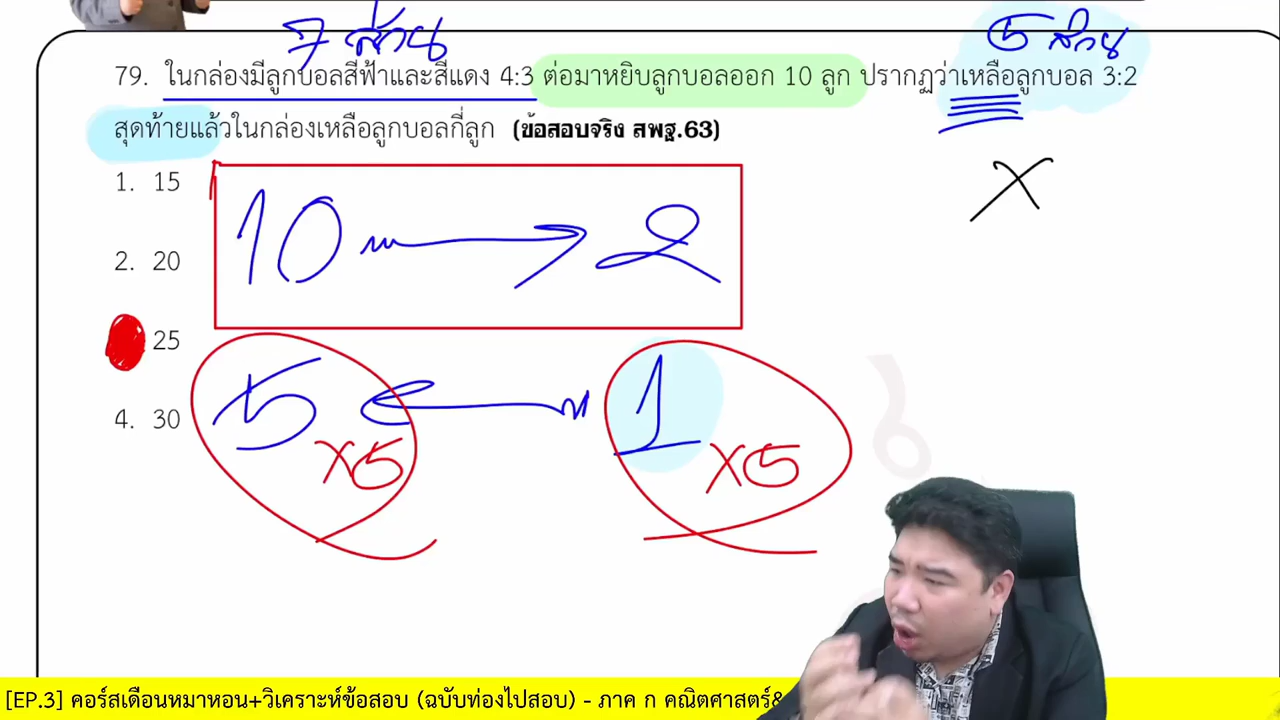 7 ส่วน
5 ส่วน
79. ในกล่องมีลูกบอลสีฟ้าและสีแดง 4:3 ต่อมาหยิบลูกบอลออก 10 ลูก ปรากฏว่าเหลือลูกบอล 3:2
สุดท้ายแล้วในกล่องเหลือลูกบอลกี่ลูก (ข้อสอบจริง สพฐ.63)
1. 15
X
10 → 2
2. 20
25
5 ← 1
4. 30
x5 x5
[EP.3] คอร์สเดือนหมาหอน+วิเคราะห์ข้อสอบ (ฉบับท่องไปสอบ) - ภาค ก คณิตศาสตร์&